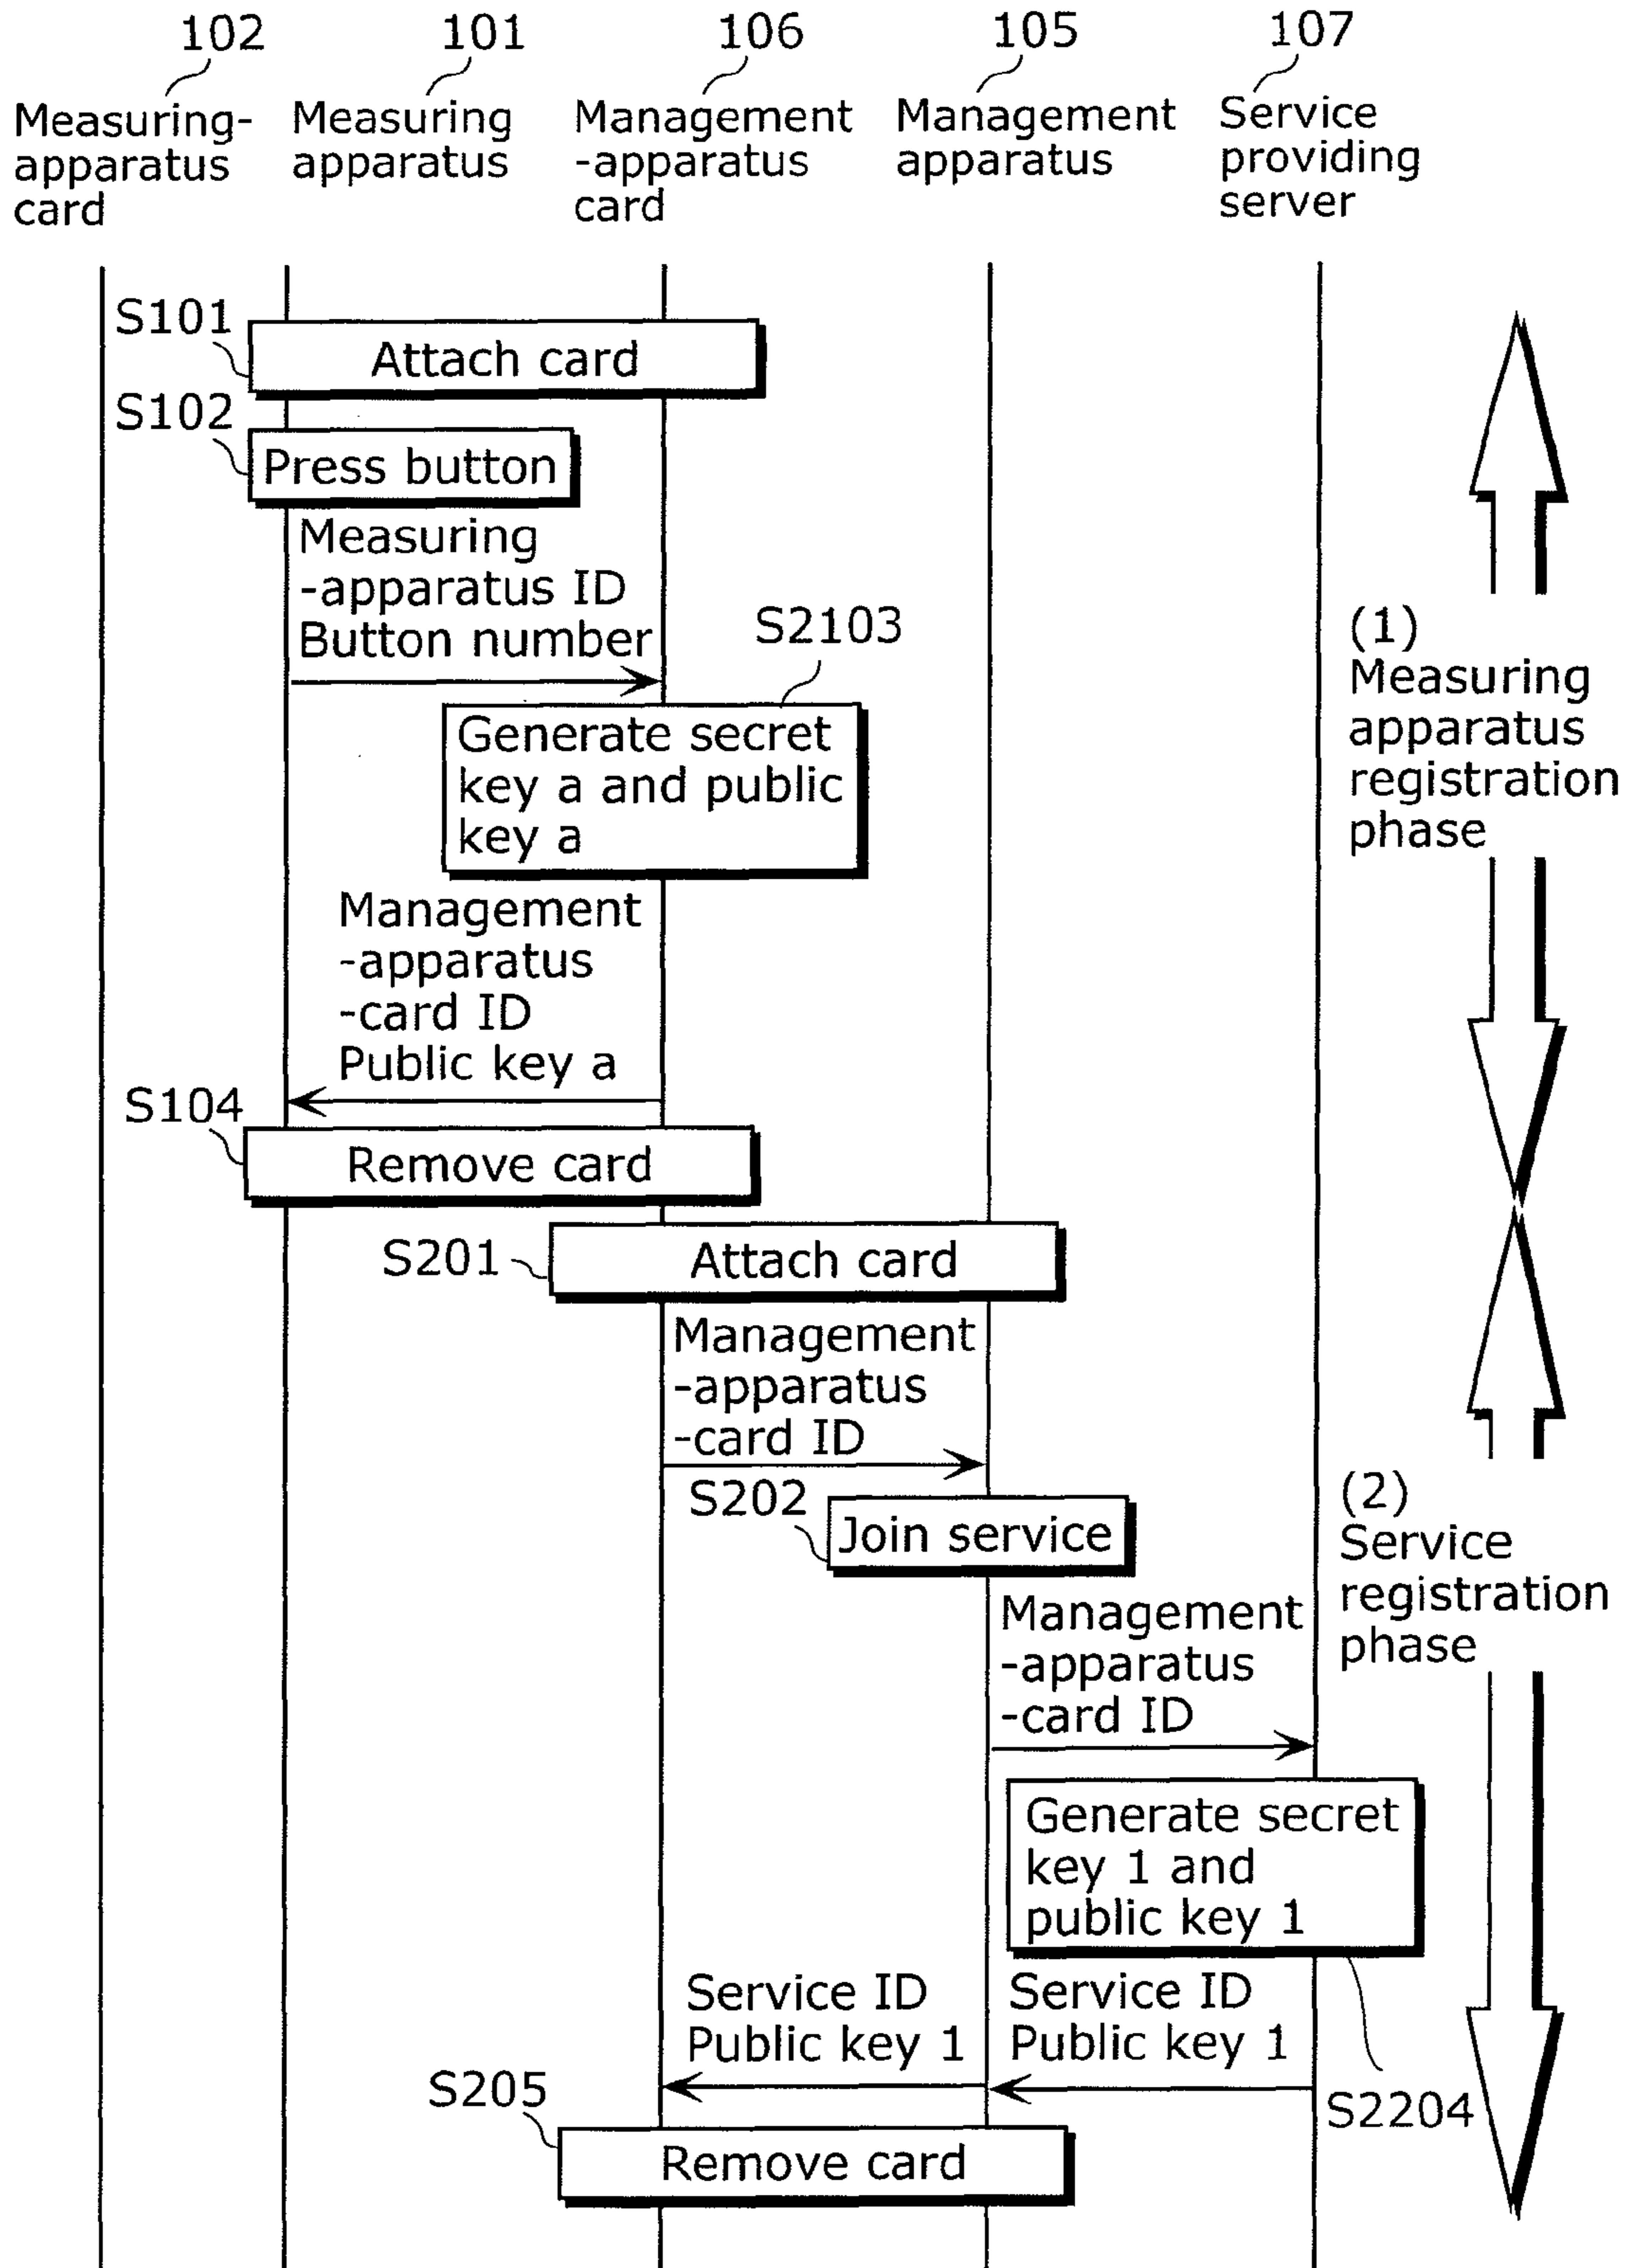 102
101
106
105
107
Measuring-
apparatus
card
Measuring
apparatus
Management
-apparatus
card
Management
apparatus
Service
providing
server
S101
Attach card
S102
Press button
Measuring
-apparatus ID
Button number
S2103
Generate secret
key a and public
key a
(1)
Measuring
apparatus
registration
phase
Management
-apparatus
-card ID
Public key a
S104
Remove card
S201
Attach card
Management
-apparatus
-card ID
S202
Join service
(2)
Service
registration
phase
Management
-apparatus
-card ID
Generate secret
key 1 and
public key 1
Service ID
Public key 1
Service ID
Public key 1
S2204
S205
Remove card